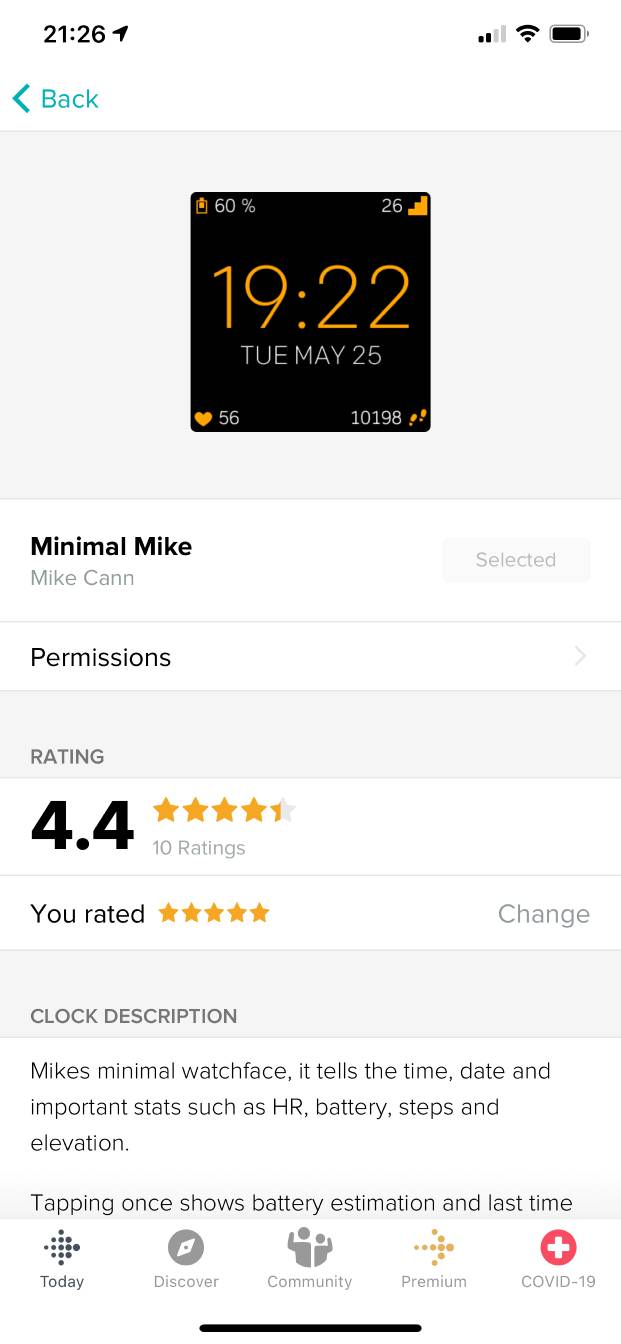 21:26
Back
60 %
26
19:22
TUE MAY 25
56
10198
Minimal Mike
Mike Cann
Selected
Permissions
RATING
4.4
10 Ratings
You rated
Change
CLOCK DESCRIPTION
Mikes minimal watchface, it tells the time, date and
important stats such as HR, battery, steps and
elevation.
Tapping once shows battery estimation and last time
Today
Discover
Community
Premium
COVID-19